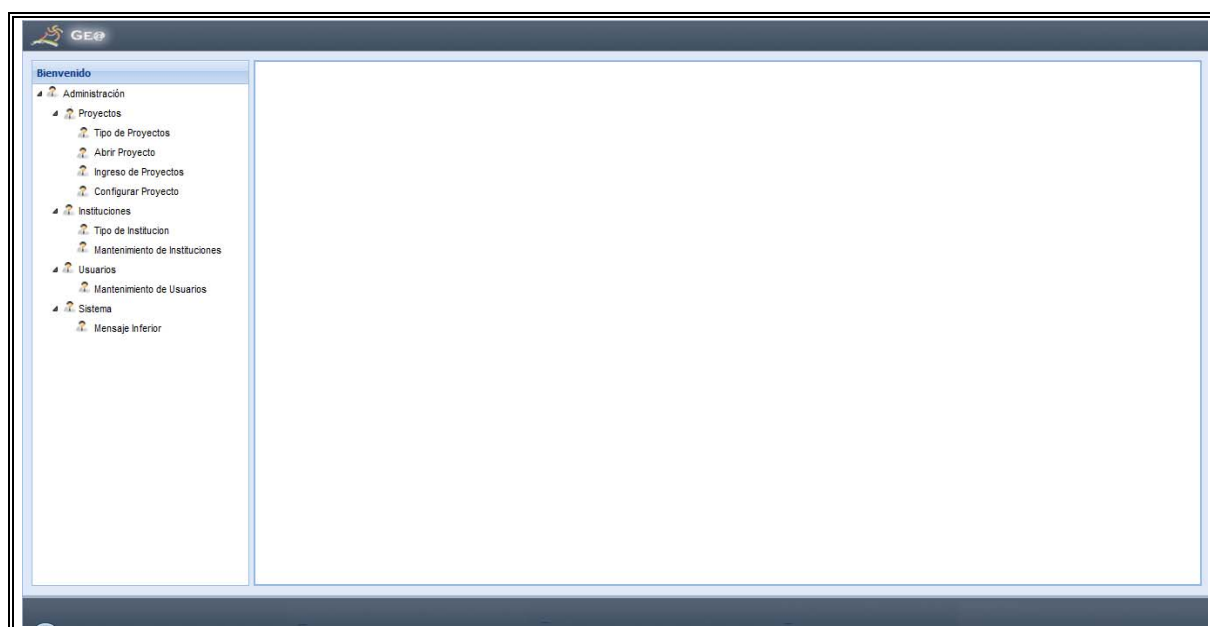 GE@
Bienvenido
Administración
Proyectos
Tipo de Proyectos
Abrir Proyecto
Ingreso de Proyectos
Configurar Proyecto
Instituciones
Tipo de Institucion
Mantenimiento de Instituciones
Usuarios
Mantenimiento de Usuarios
Sistema
Mensaje Inferior